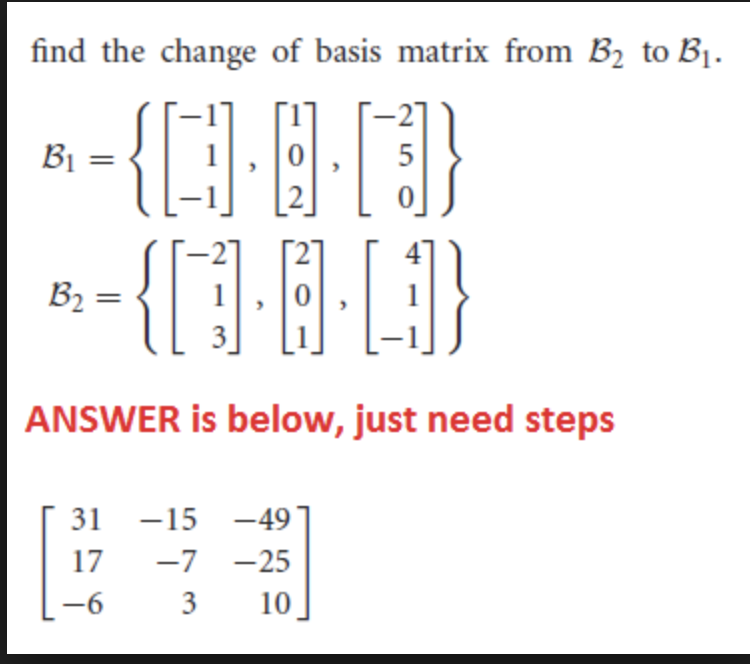 find the change of basis matrix from B₂ to B₁.
B₁ = { [−1 1 −1], [1 0 2], [−2 5 0] }
B₂ = { [−2 1 3], [2 0 1], [4 1 −1] }
ANSWER is below, just need steps
[ 31 −15 −49
17 −7 −25
−6 3 10 ]